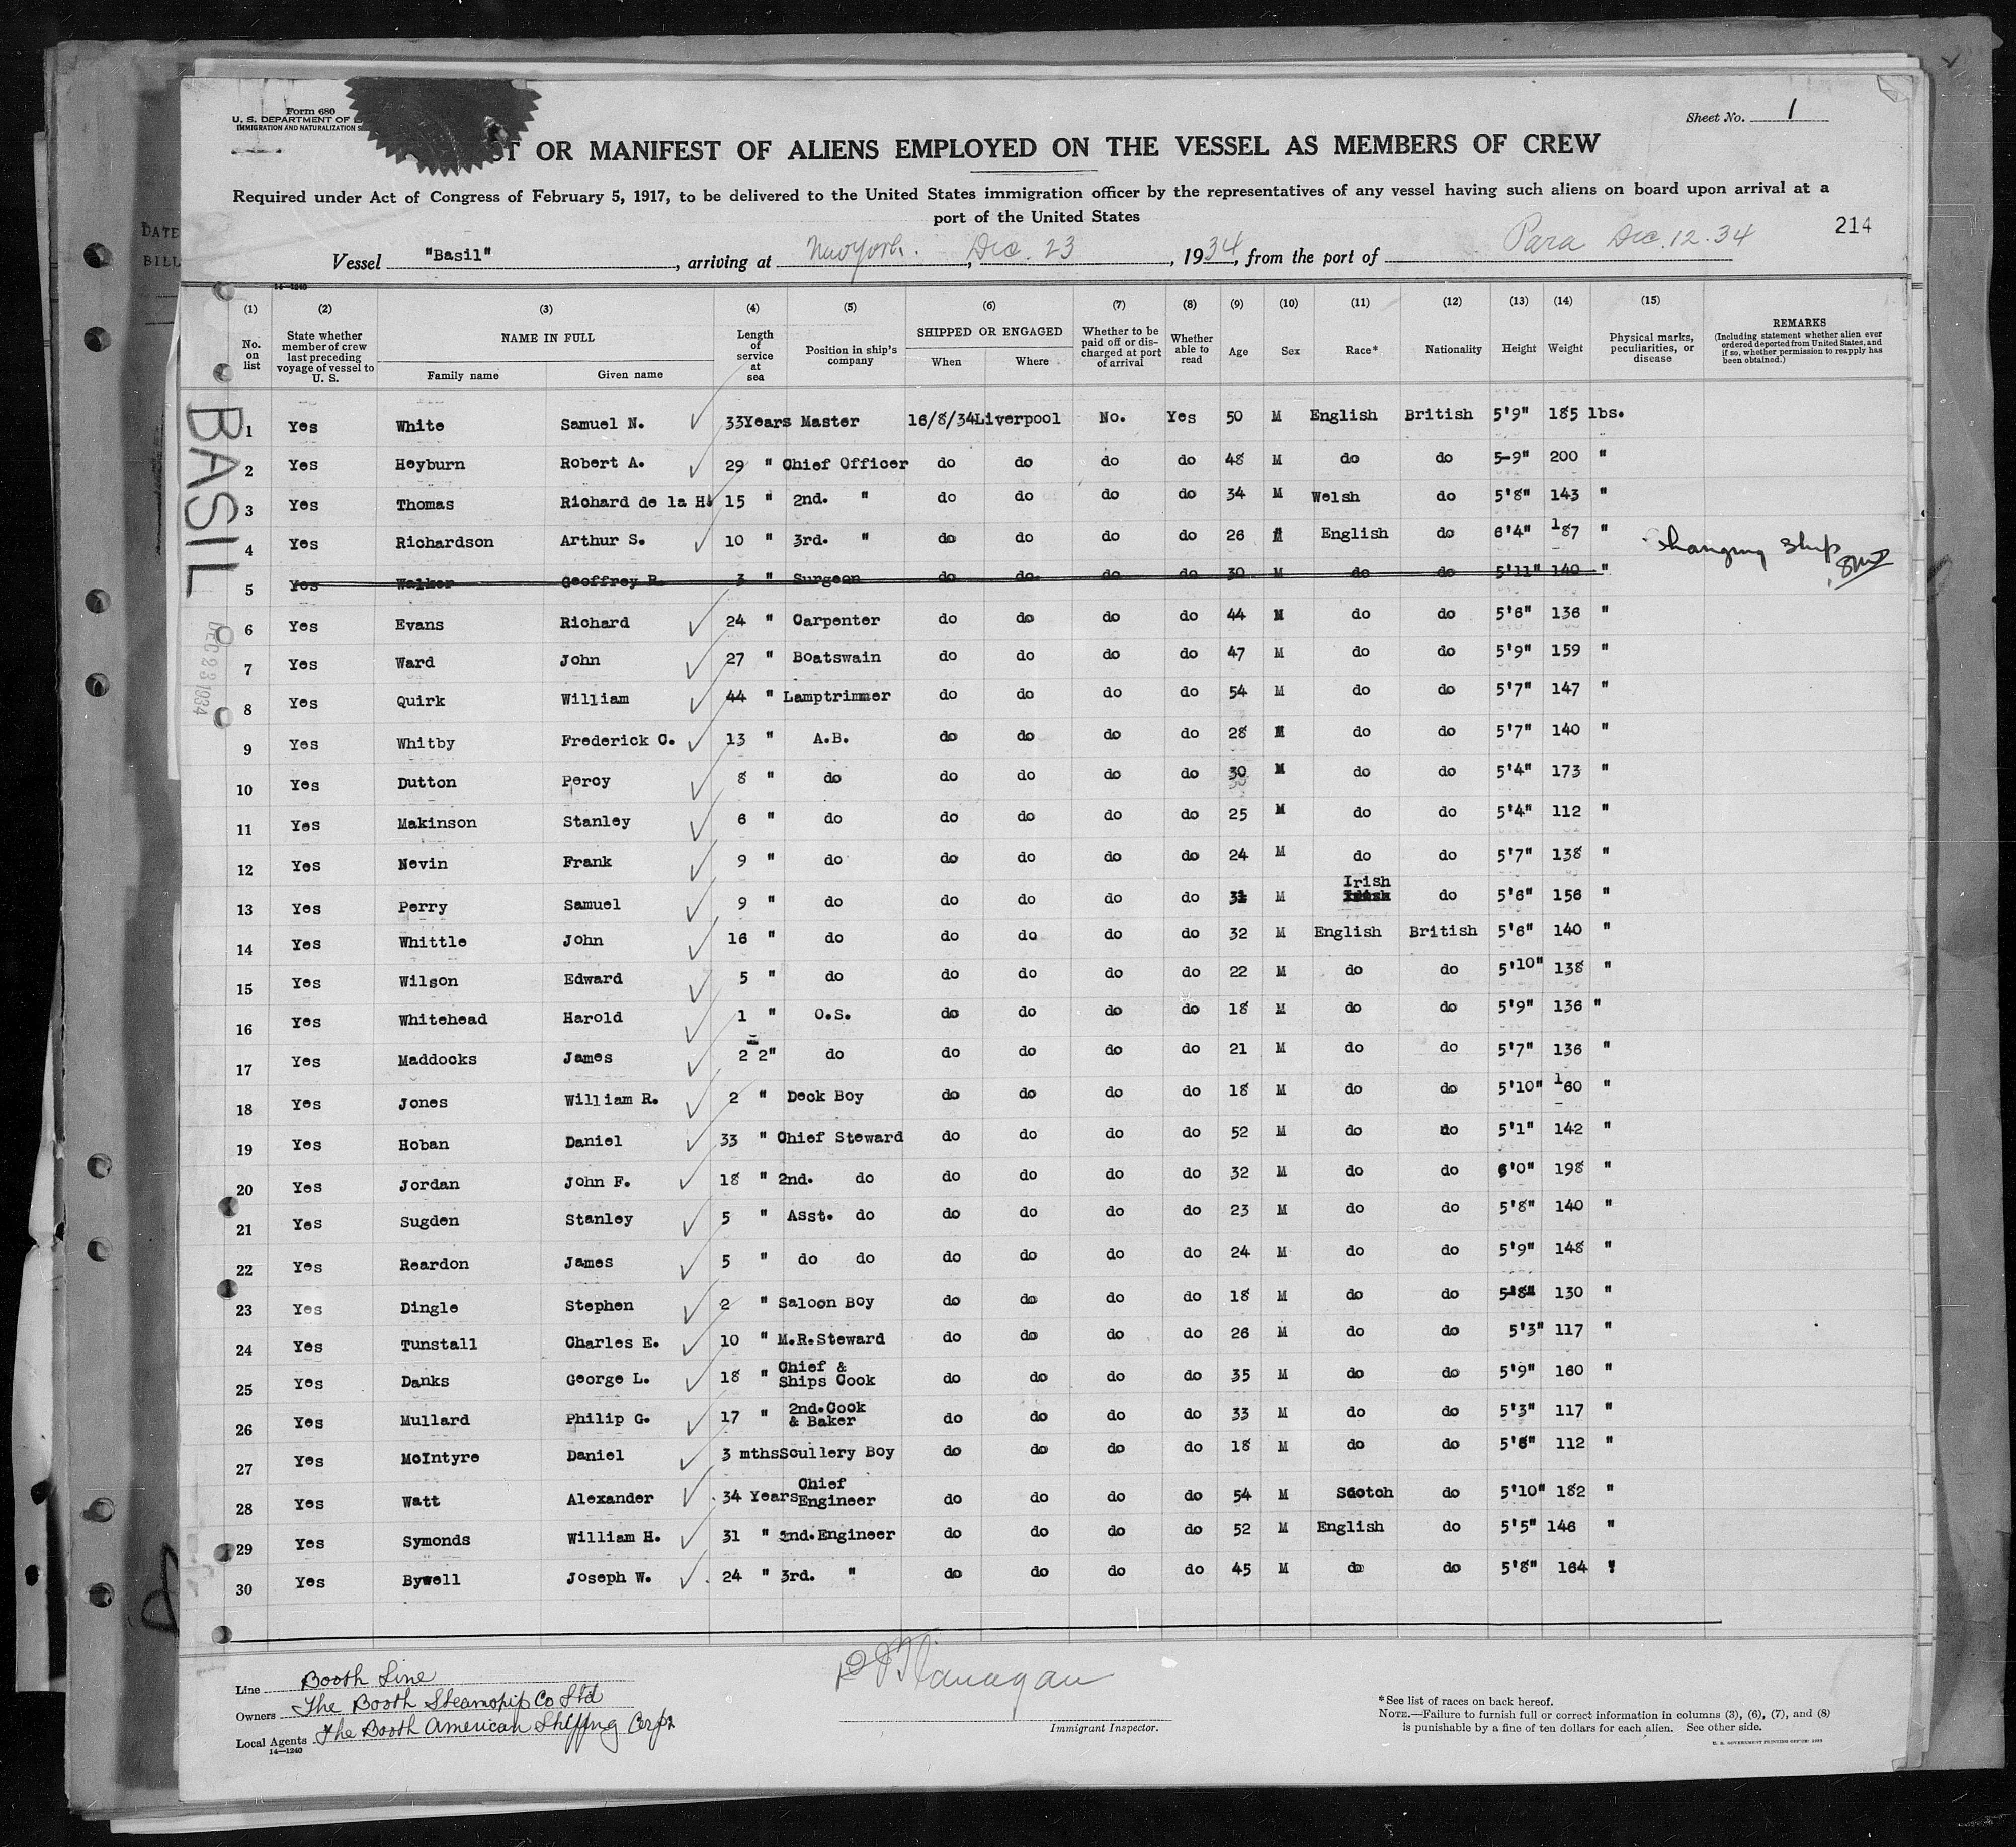 Form 680
U. S. DEPARTMENT OF
IMMIGRATION AND NATURALIZATION
Sheet No. 1
OR MANIFEST OF ALIENS EMPLOYED ON THE VESSEL AS MEMBERS OF CREW
Required under Act of Congress of February 5, 1917, to be delivered to the United States immigration officer by the representatives of any vessel having such aliens on board upon arrival at a
port of the United States
214
DATE
BILL
Vessel "Basil", arriving at New York. Dec. 23, 1934, from the port of Para Dec. 12. 34
14—1240
(1) (2) (3) (4) (5) (6) (7) (8) (9) (10) (11) (12) (13) (14) (15)
No. on list
State whether member of crew last preceding voyage of vessel to U. S.
NAME IN FULL
Family name
Given name
Length of service at sea
Position in ship's company
SHIPPED OR ENGAGED
When
Where
Whether to be paid off or discharged at port of arrival
Whether able to read
Age
Sex
Race*
Nationality
Height
Weight
Physical marks, peculiarities, or disease
REMARKS
(Including statement whether alien ever ordered deported from United States, and if so, whether permission to reapply has been obtained.)
BASIL
DEC 23 1934
1 Yes White Samuel N. 33Years Master 16/8/34 Liverpool No. Yes 50 M English British 5'9" 185 lbs.
2 Yes Heyburn Robert A. 29 " Chief Officer do do do do 48 M do do 5-9" 200 "
3 Yes Thomas Richard de la H. 15 " 2nd. " do do do do 34 M Welsh do 5'8" 143 "
4 Yes Richardson Arthur S. 10 " 3rd. " do do do do 26 M English do 6'4" 187 "
5 Yes Walker Geoffrey R. 3 " Surgeon do do do do 30 M do do 5'11" 140 " Changing ship
6 Yes Evans Richard 24 " Carpenter do do do do 44 M do do 5'6" 136 "
7 Yes Ward John 27 " Boatswain do do do do 47 M do do 5'9" 159 "
8 Yes Quirk William 44 " Lamptrimmer do do do do 54 M do do 5'7" 147 "
9 Yes Whitby Frederick C. 13 " A.B. do do do do 28 M do do 5'7" 140 "
10 Yes Dutton Percy 8 " do do do do do 30 M do do 5'4" 173 "
11 Yes Makinson Stanley 6 " do do do do do 25 M do do 5'4" 112 "
12 Yes Nevin Frank 9 " do do do do do 24 M do do 5'7" 138 "
13 Yes Perry Samuel 9 " do do do do do 31 M Irish do 5'6" 156 "
14 Yes Whittle John 16 " do do do do do 32 M English British 5'6" 140 "
15 Yes Wilson Edward 5 " do do do do do 22 M do do 5'10" 138 "
16 Yes Whitehead Harold 1 " O.S. do do do do 18 M do do 5'9" 136 "
17 Yes Maddocks James 2 2" do do do do do 21 M do do 5'7" 136 "
18 Yes Jones William R. 2 " Deck Boy do do do do 18 M do do 5'10" 160 "
19 Yes Hoban Daniel 33 " Chief Steward do do do do 52 M do do 5'1" 142 "
20 Yes Jordan John F. 18 " 2nd. do do do do do 32 M do do 6'0" 198 "
21 Yes Sugden Stanley 5 " Asst. do do do do do 23 M do do 5'8" 140 "
22 Yes Reardon James 5 " do do do do do do 24 M do do 5'9" 148 "
23 Yes Dingle Stephen 2 " Saloon Boy do do do do 18 M do do 5'8" 130 "
24 Yes Tunstall Charles E. 10 " M.R.Steward do do do do 26 M do do 5'3" 117 "
25 Yes Danks George L. 18 " Chief & Ships Cook do do do do 35 M do do 5'9" 160 "
26 Yes Mullard Philip G. 17 " 2nd.Cook & Baker do do do do 33 M do do 5'3" 117 "
27 Yes McIntyre Daniel 3 mths Scullery Boy do do do do 18 M do do 5'6" 112 "
28 Yes Watt Alexander 34 Years Chief Engineer do do do do 54 M Scotch do 5'10" 182 "
29 Yes Symonds William H. 31 " 2nd.Engineer do do do do 52 M English do 5'5" 146 "
30 Yes Bywell Joseph W. 24 " 3rd. " do do do do 45 M do do 5'8" 164 "
Line Booth Line
Owners The Booth Steamship Co Ltd
Local Agents The Booth American Shipping Corpn
14—1240
Flanagan
Immigrant Inspector.
*See list of races on back hereof.
NOTE.—Failure to furnish full or correct information in columns (3), (6), (7), and (8)
is punishable by a fine of ten dollars for each alien. See other side.